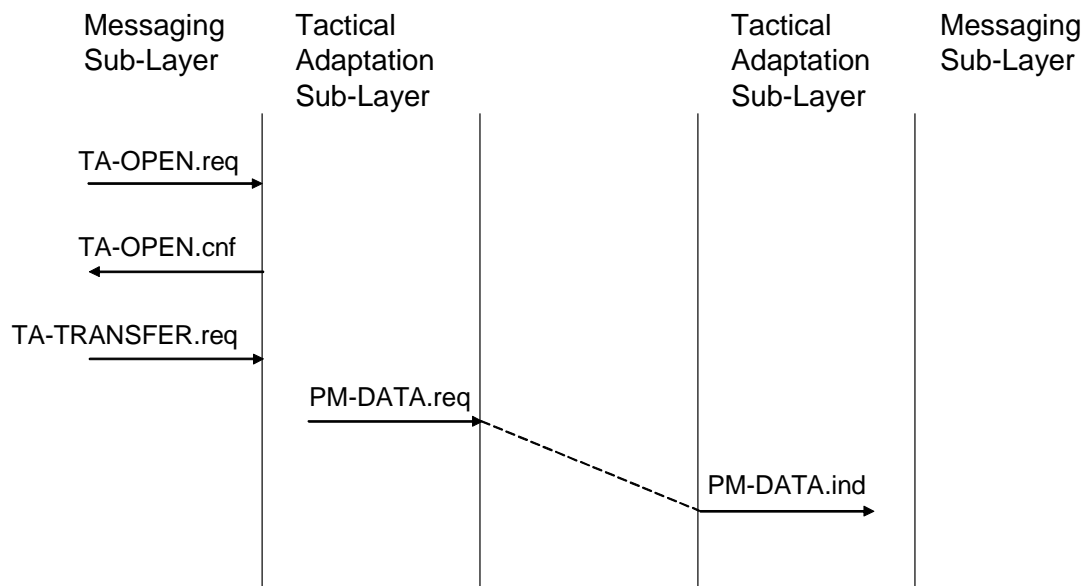 Messaging
Sub-Layer
Tactical
Adaptation
Sub-Layer
Tactical
Adaptation
Sub-Layer
Messaging
Sub-Layer
TA-OPEN.req
TA-OPEN.cnf
TA-TRANSFER.req
PM-DATA.req
PM-DATA.ind